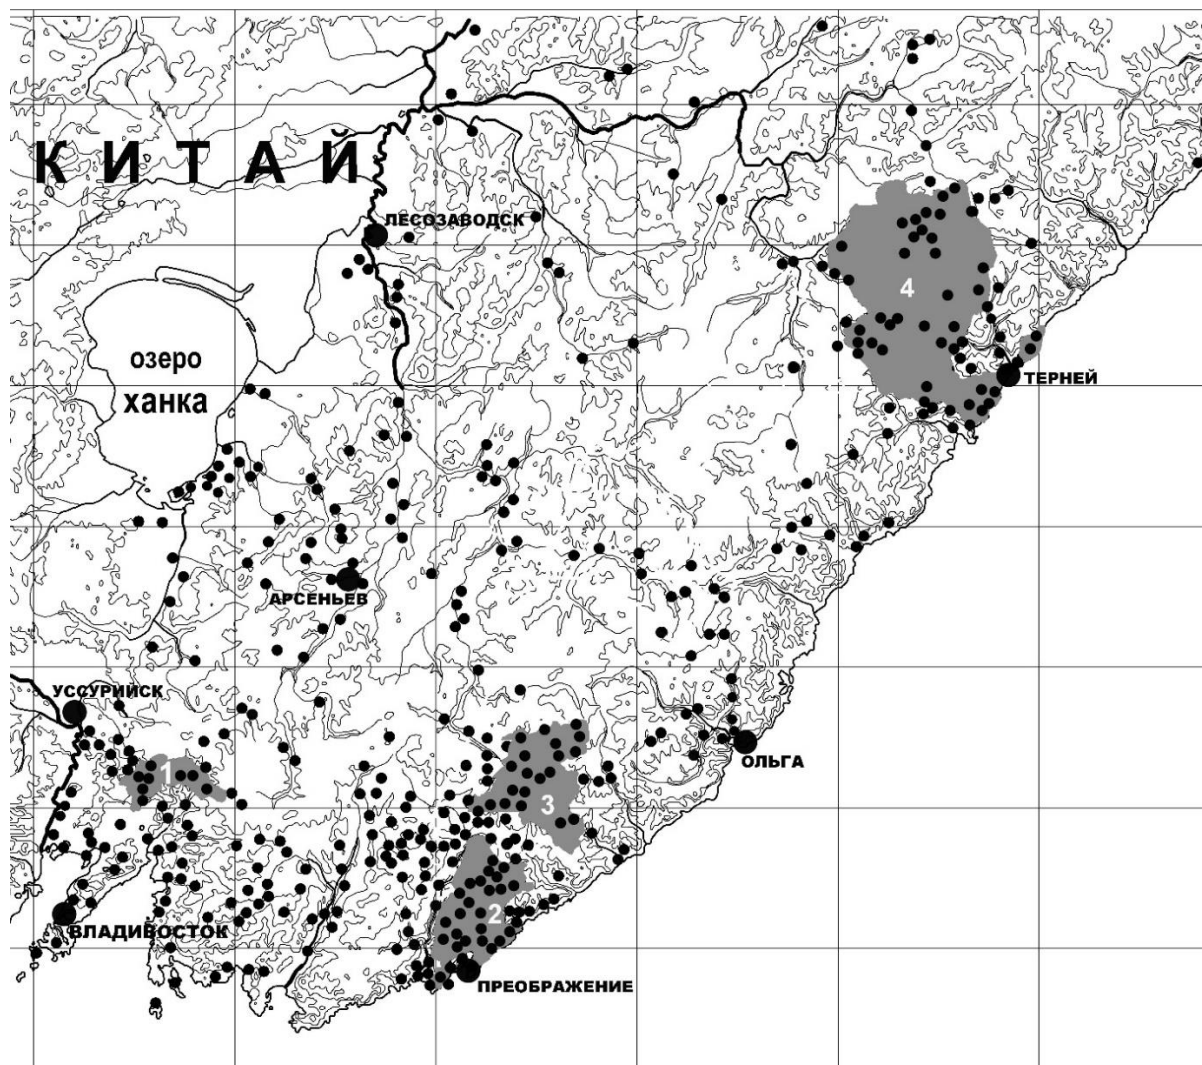 КИТАЙ
ЛЕСОЗАВОДСК
4
озеро
ханка
ТЕРНЕЙ
АРСЕНЬЕВ
УССУРИЙСК
ОЛЬГА
1
3
2
ВЛАДИВОСТОК
ПРЕОБРАЖЕНИЕ